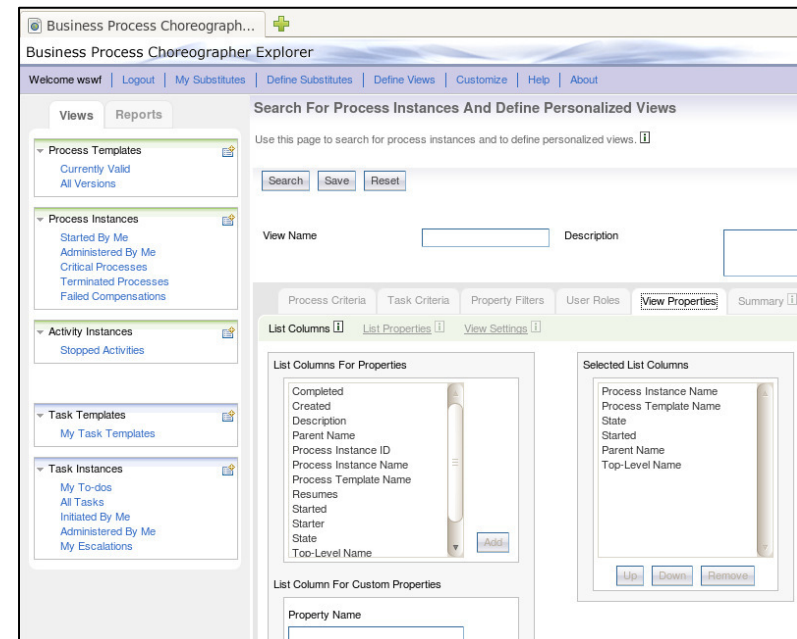 Business Process Choreograph...
Business Process Choreographer Explorer
Welcome wswf | Logout | My Substitutes | Define Substitutes | Define Views | Customize | Help | About
Views Reports
Process Templates
Currently Valid
All Versions
Process Instances
Started By Me
Administered By Me
Critical Processes
Terminated Processes
Failed Compensations
Activity Instances
Stopped Activities
Task Templates
My Task Templates
Task Instances
My To-dos
All Tasks
Initiated By Me
Administered By Me
My Escalations
Search For Process Instances And Define Personalized Views
Use this page to search for process instances and to define personalized views. i
Search Save Reset
View Name Description
Process Criteria Task Criteria Property Filters User Roles View Properties Summary i
List Columns i List Properties i View Settings i
List Columns For Properties
Completed
Created
Description
Parent Name
Process Instance ID
Process Instance Name
Process Template Name
Resumes
Started
Starter
State
Top-Level Name
Add
List Column For Custom Properties
Property Name
Selected List Columns
Process Instance Name
Process Template Name
State
Started
Parent Name
Top-Level Name
Up Down Remove